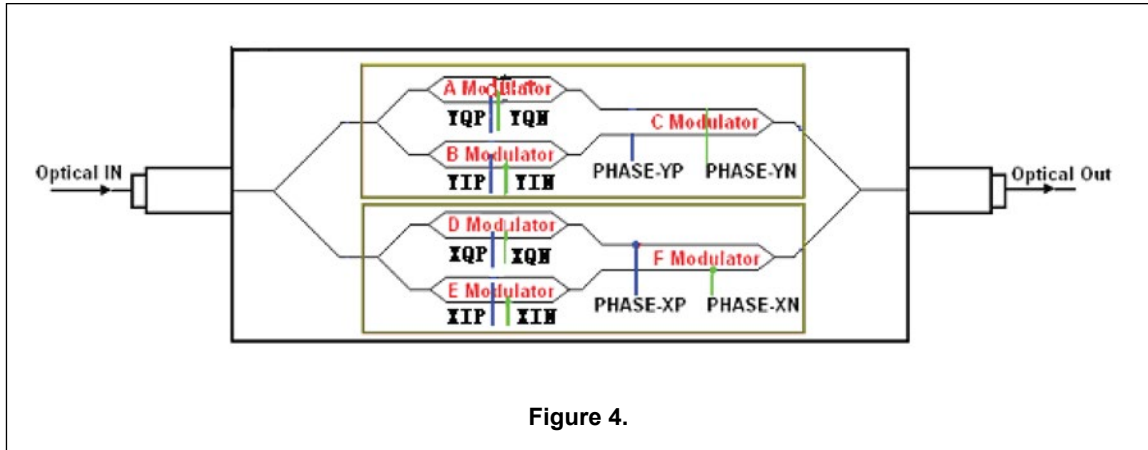 A Modulator
YQP YQN
C Modulator
B Modulator
YIP YIN
PHASE-YP PHASE-YN
Optical IN
Optical Out
D Modulator
XQP XQN
F Modulator
E Modulator
XIP XIN
PHASE-XP PHASE-XN
Figure 4.